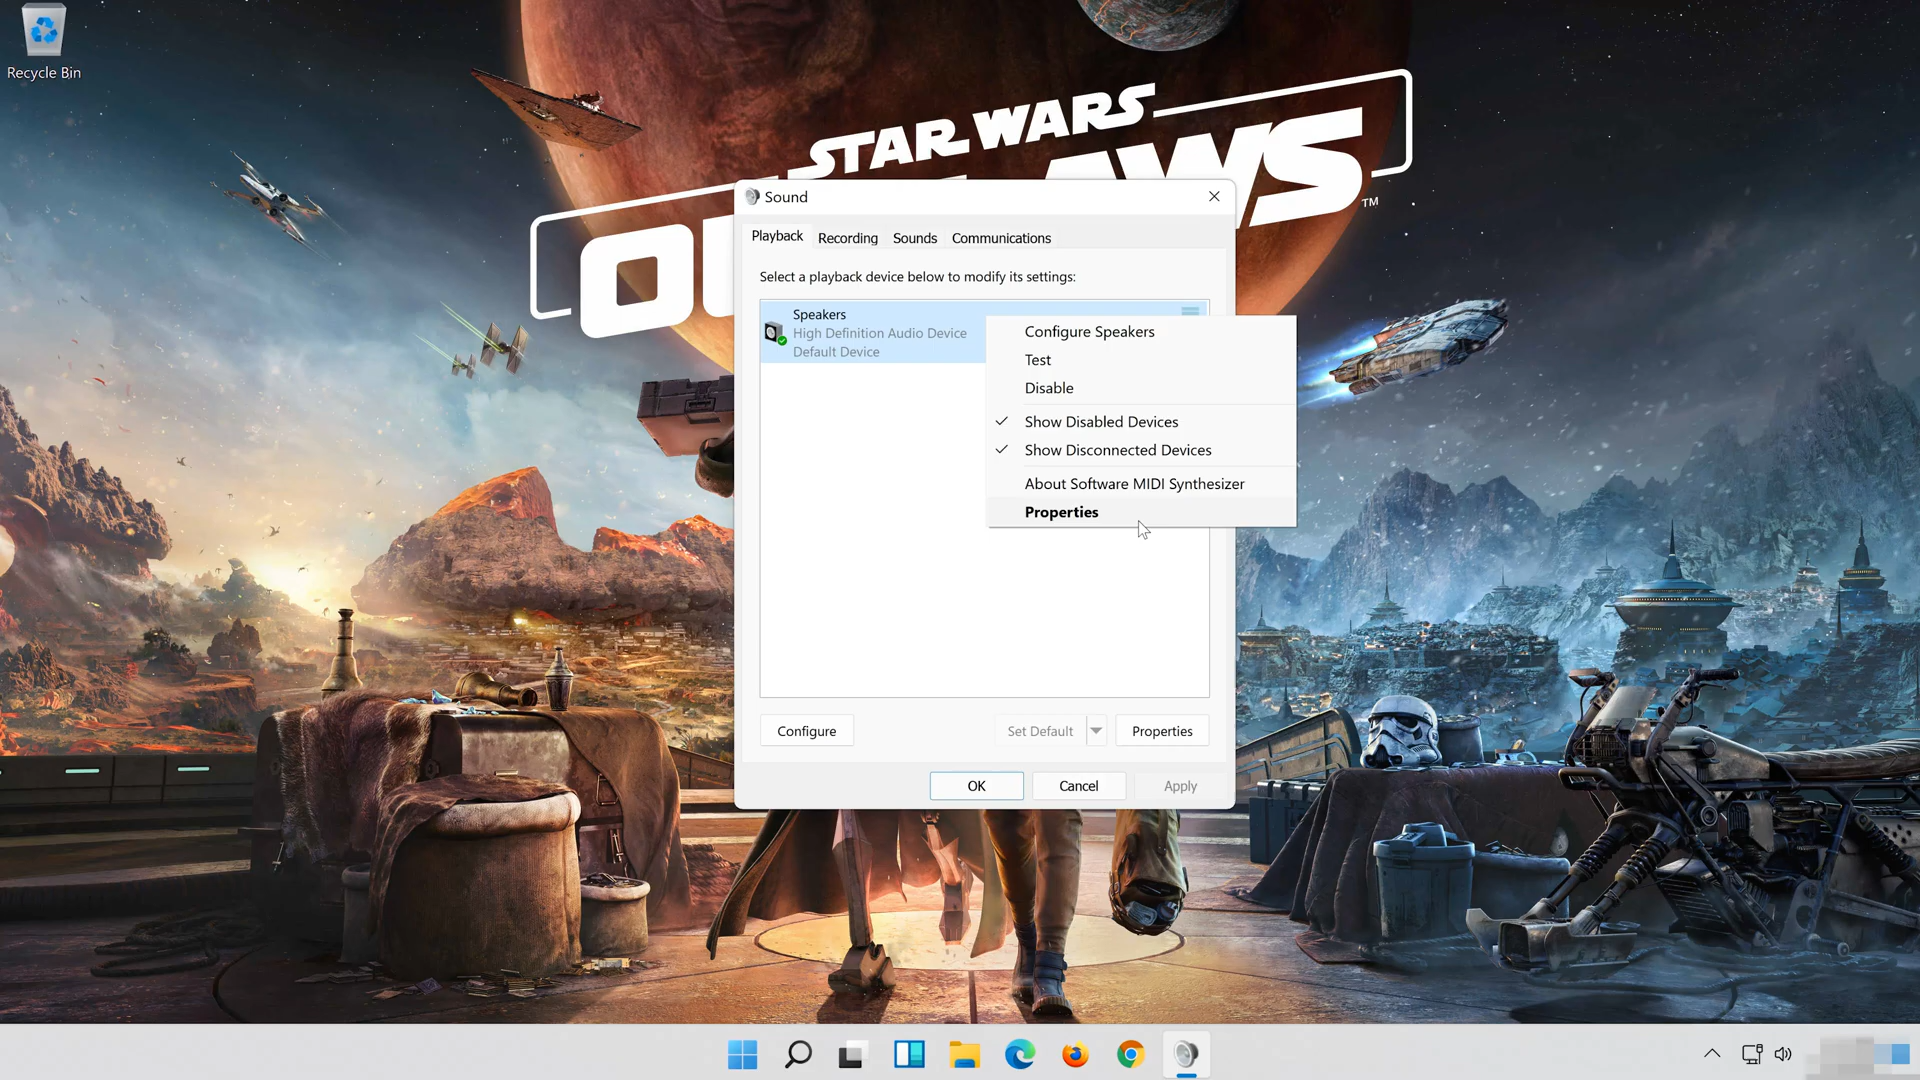 Recycle Bin
STAR WARS
TM
Sound
Playback
Recording
Sounds
Communications
Select a playback device below to modify its settings:
Speakers
High Definition Audio Device
Default Device
Configure Speakers
Test
Disable
Show Disabled Devices
Show Disconnected Devices
About Software MIDI Synthesizer
Properties
Configure
Set Default
Properties
OK
Cancel
Apply